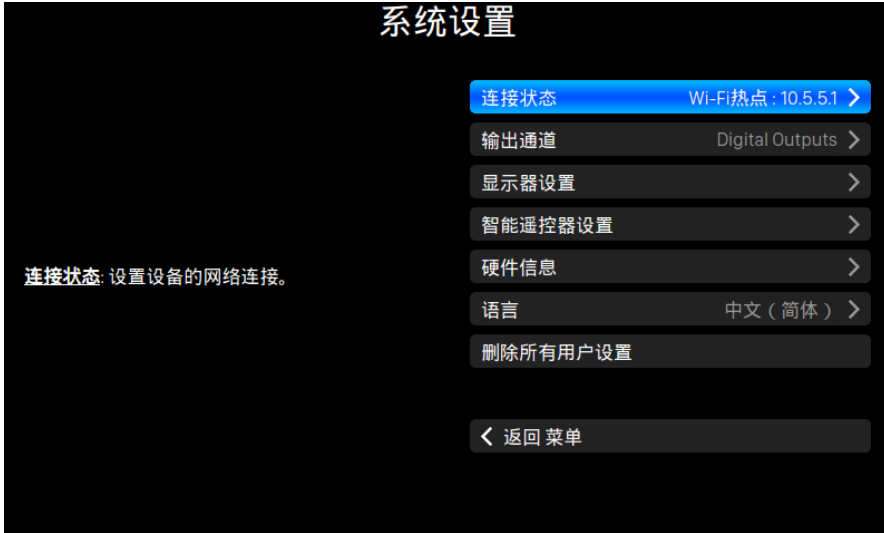 系统设置
连接状态 Wi-Fi热点 : 10.5.5.1
输出通道 Digital Outputs
显示器设置
智能遥控器设置
硬件信息
连接状态: 设置设备的网络连接。
语言 中文（简体）
删除所有用户设置
返回 菜单